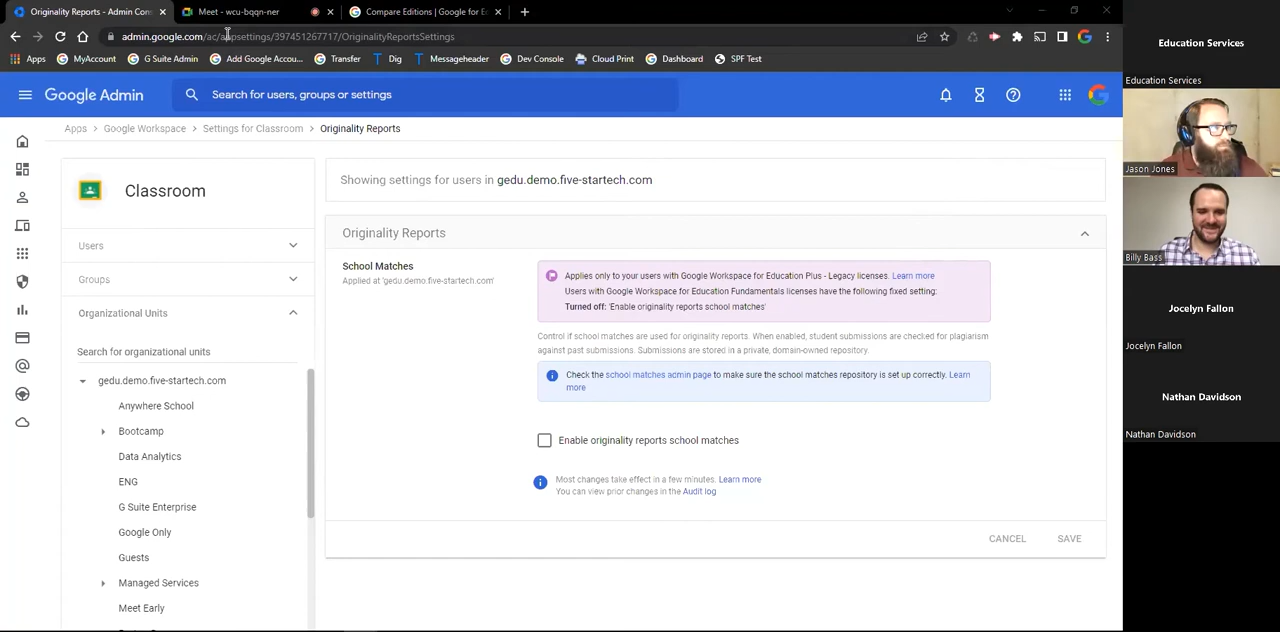 Originality Reports - Admin Con
Meet - wcu-bqqn-ner
Compare Editions | Google for E
admin.google.com/ac/appsettings/397451267717/OriginalityReportsSettings
Apps
MyAccount
G Suite Admin
Add Google Accou...
Transfer
Dig
Messageheader
Dev Console
Cloud Print
Dashboard
SPF Test
Google Admin
Search for users, groups or settings
Apps > Google Workspace > Settings for Classroom > Originality Reports
Classroom
Users
Groups
Organizational Units
Search for organizational units
gedu.demo.five-startech.com
Anywhere School
Bootcamp
Data Analytics
ENG
G Suite Enterprise
Google Only
Guests
Managed Services
Meet Early
Showing settings for users in gedu.demo.five-startech.com
Originality Reports
School Matches
Applied at 'gedu.demo.five-startech.com'
Applies only to your users with Google Workspace for Education Plus - Legacy licenses. Learn more
Users with Google Workspace for Education Fundamentals licenses have the following fixed setting:
Turned off: 'Enable originality reports school matches'
Control if school matches are used for originality reports. When enabled, student submissions are checked for plagiarism
against past submissions. Submissions are stored in a private, domain-owned repository.
Check the school matches admin page to make sure the school matches repository is set up correctly. Learn
more
Enable originality reports school matches
Most changes take effect in a few minutes. Learn more
You can view prior changes in the Audit log
CANCEL
SAVE
Education Services
Education Services
Jason Jones
Billy Bass
Jocelyn Fallon
Jocelyn Fallon
Nathan Davidson
Nathan Davidson